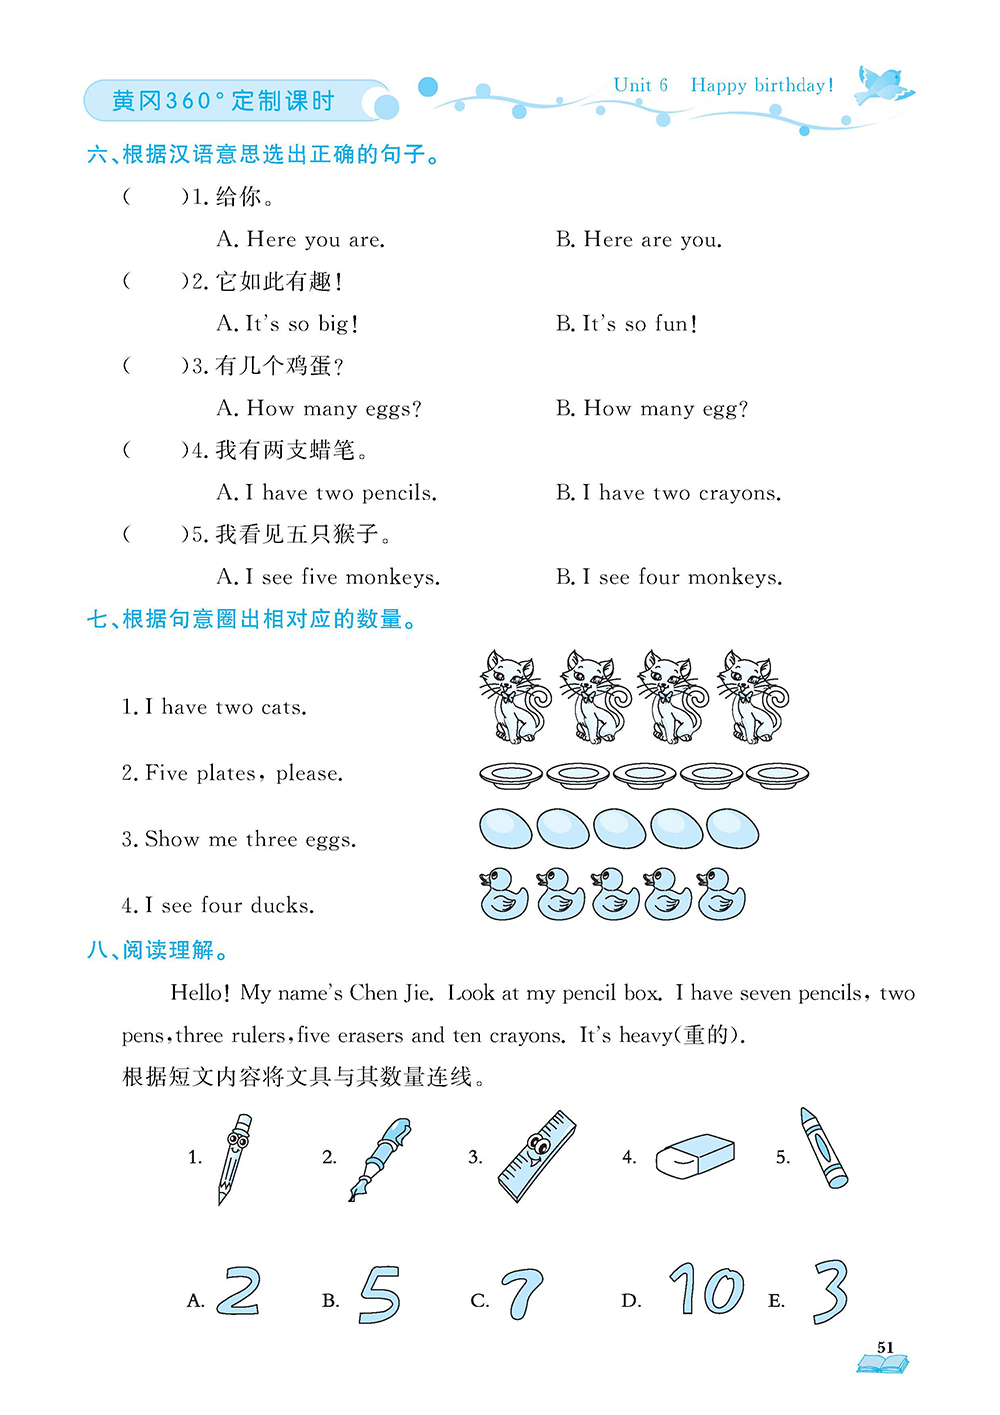 黄冈360°定制课时
Unit 6 Happy birthday!
六、根据汉语意思选出正确的句子。
( )1. 给你。
A. Here you are. B. Here are you.
( )2. 它如此有趣!
A. It's so big! B. It's so fun!
( )3. 有几个鸡蛋?
A. How many eggs? B. How many egg?
( )4. 我有两支蜡笔。
A. I have two pencils. B. I have two crayons.
( )5. 我看见五只猴子。
A. I see five monkeys. B. I see four monkeys.
七、根据句意圈出相对应的数量。
1. I have two cats.
2. Five plates, please.
3. Show me three eggs.
4. I see four ducks.
八、阅读理解。
Hello! My name's Chen Jie. Look at my pencil box. I have seven pencils, two
pens, three rulers, five erasers and ten crayons. It's heavy(重的).
根据短文内容将文具与其数量连线。
1. 2. 3. 4. 5.
A. 2 B. 5 C. 7 D. 10 E. 3
51